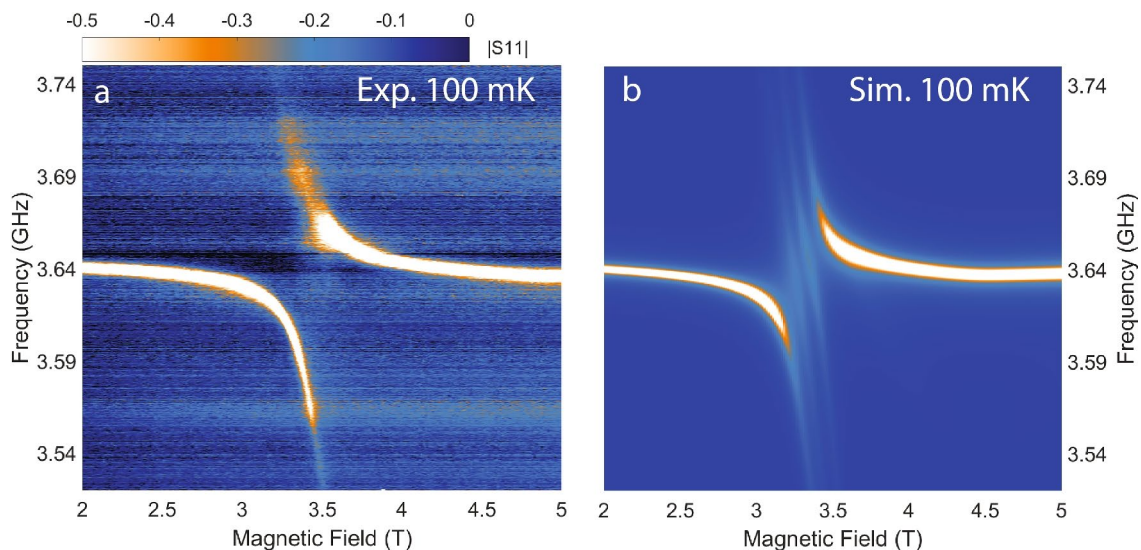 -0.5 -0.4 -0.3 -0.2 -0.1 0
|S11|
a Exp. 100 mK
b Sim. 100 mK
3.74
3.69
3.64
3.59
3.54
Frequency (GHz)
2 2.5 3 3.5 4 4.5 5
Magnetic Field (T)
3.74
3.69
3.64
3.59
3.54
Frequency (GHz)
2 2.5 3 3.5 4 4.5 5
Magnetic Field (T)